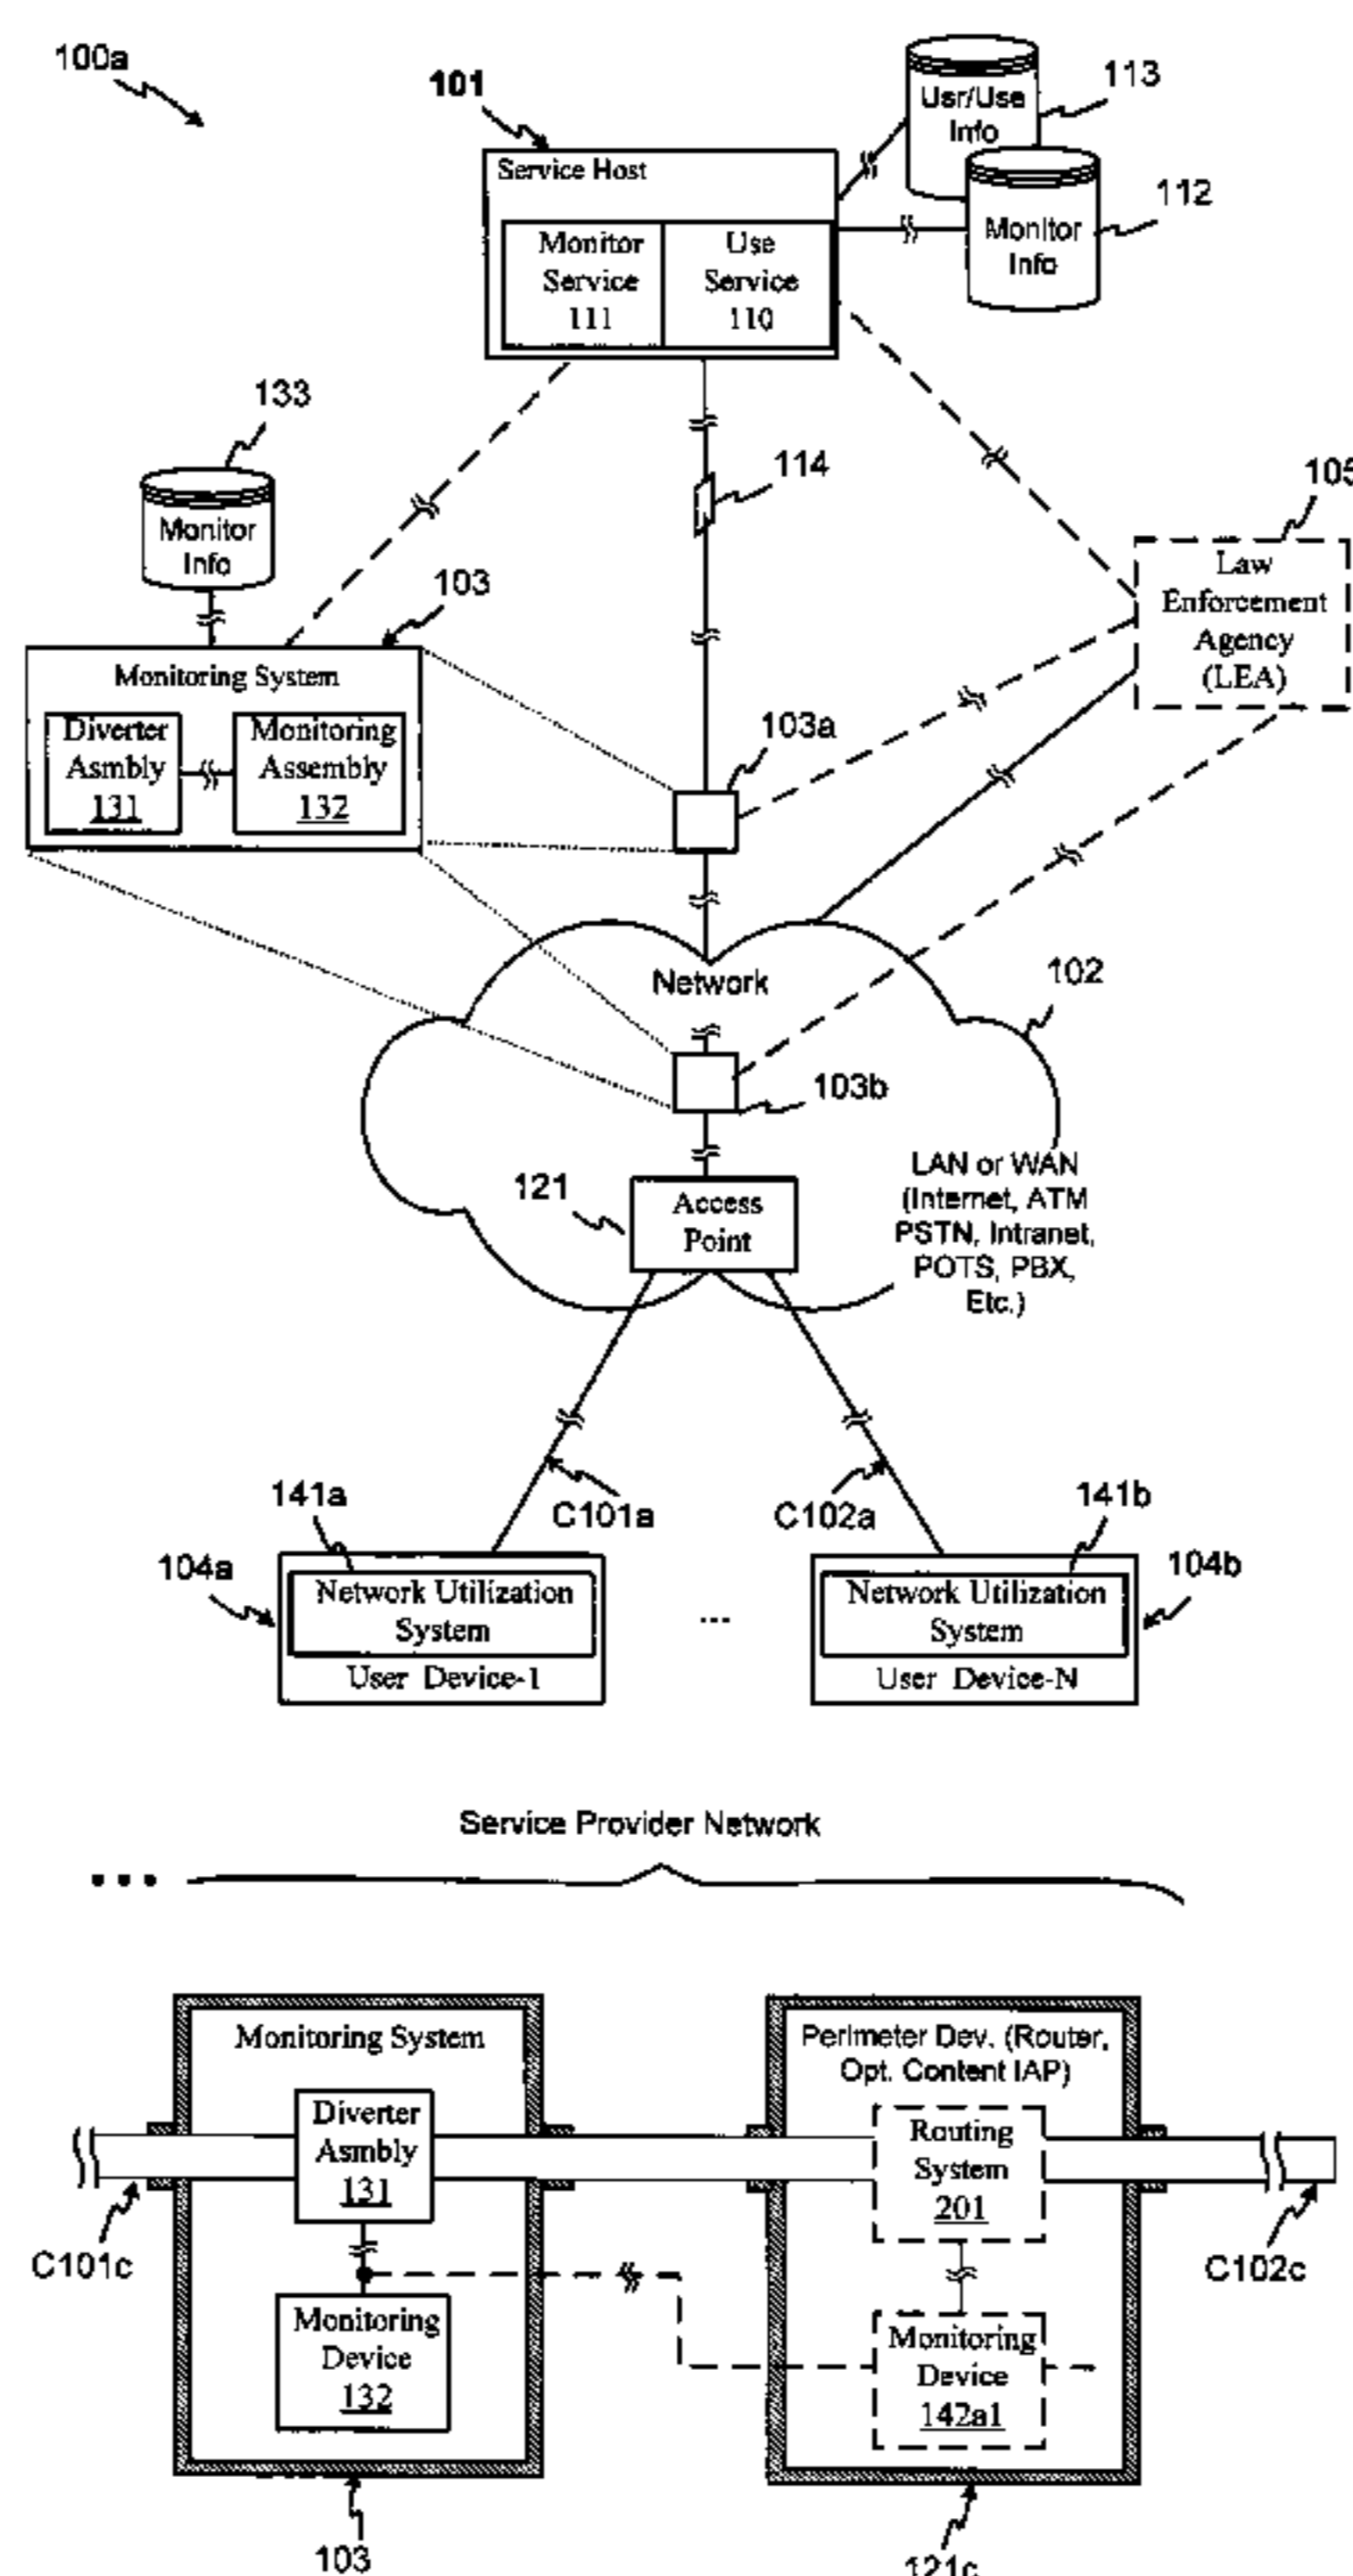 100a
101
Usr/Use
Info
113
Service Host
Monitor
Service
111
Use
Service
110
Monitor
Info
112
133
Monitor
Info
114
105
Law
Enforcement
Agency
(LEA)
103
Monitoring System
Diverter
Asmbly
131
Monitoring
Assembly
132
103a
Network
102
103b
121
Access
Point
LAN or WAN
(Internet, ATM
PSTN, Intranet,
POTS, PBX,
Etc.)
C101a
C102a
141a
141b
104a
Network Utilization
System
User Device-1
...
Network Utilization
System
User Device-N
104b
Service Provider Network
• • •
Monitoring System
Diverter
Asmbly
131
Monitoring
Device
132
Perimeter Dev. (Router,
Opt. Content IAP)
Routing
System
201
Monitoring
Device
142a1
C101c
C102c
103
121c